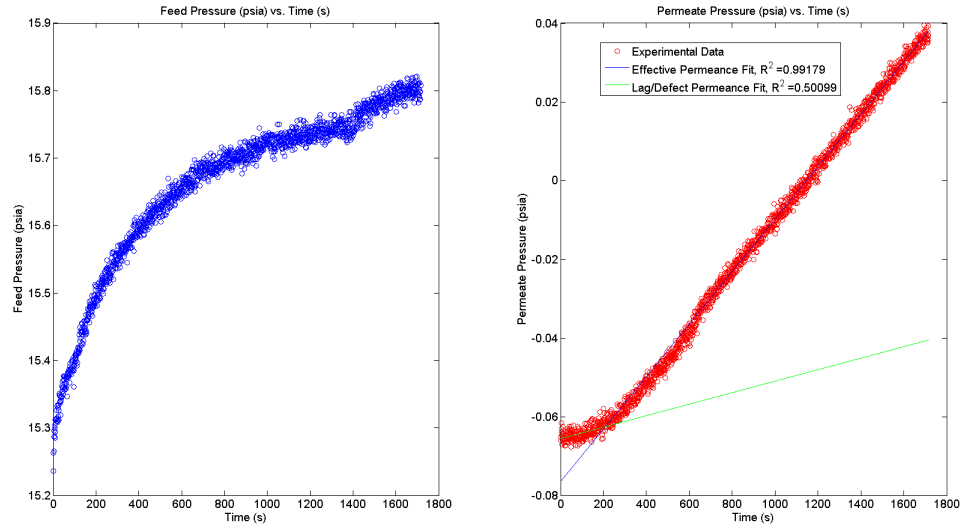 Feed Pressure (psia) vs. Time (s)
15.9
15.8
15.7
15.6
15.5
15.4
15.3
15.2
Feed Pressure (psia)
0 200 400 600 800 1000 1200 1400 1600 1800
Time (s)
Permeate Pressure (psia) vs. Time (s)
0.04
0.02
0
-0.02
-0.04
-0.06
-0.08
Permeate Pressure (psia)
Experimental Data
Effective Permeance Fit, R² =0.99179
Lag/Defect Permeance Fit, R² =0.50099
0 200 400 600 800 1000 1200 1400 1600 1800
Time (s)